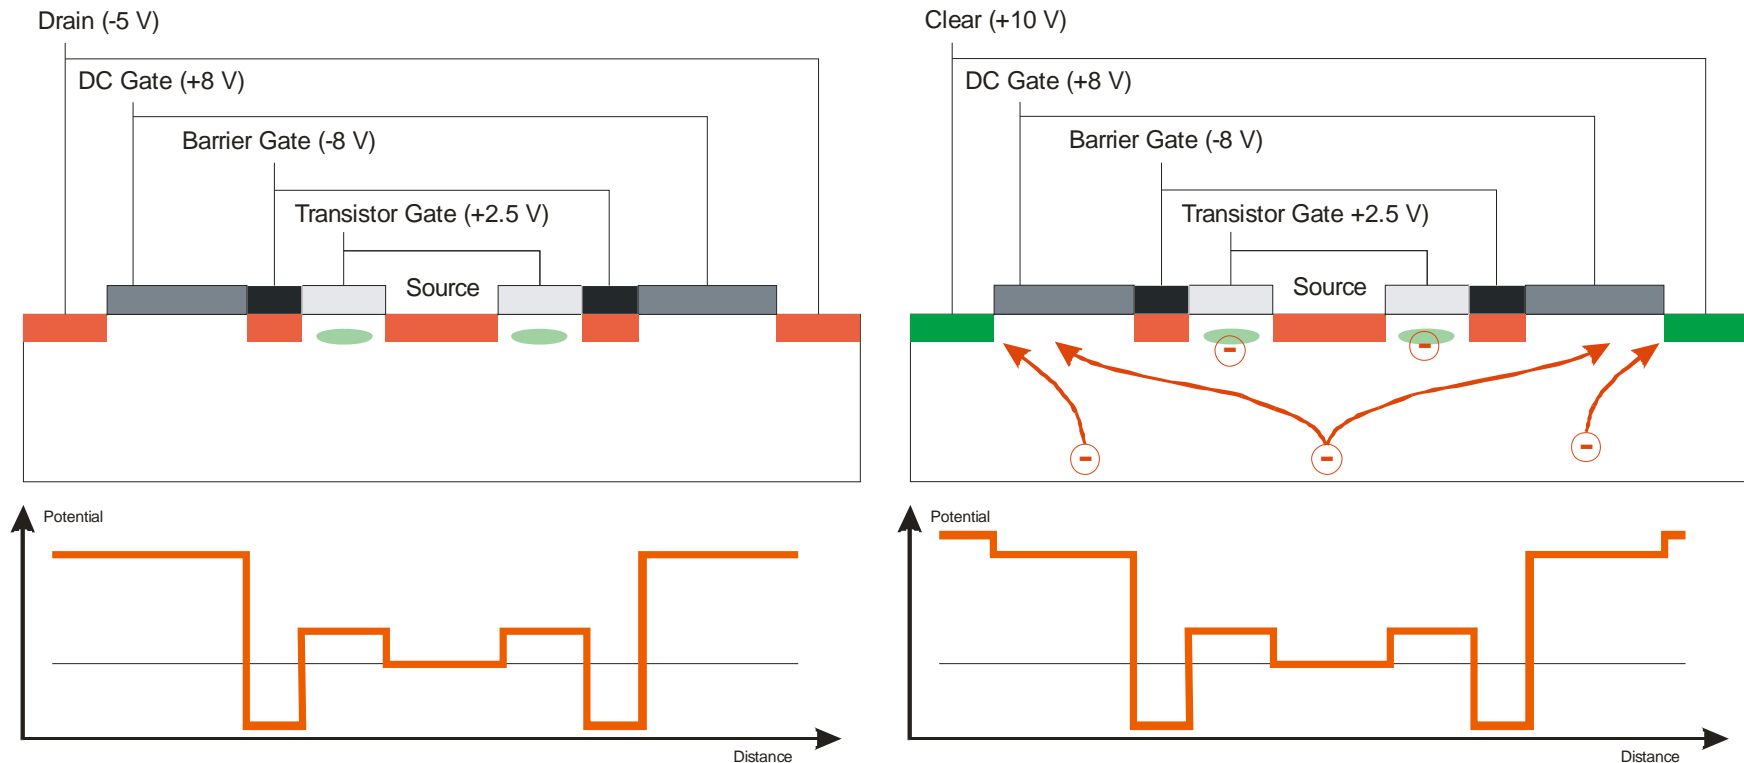 Drain (-5 V)
DC Gate (+8 V)
Barrier Gate (-8 V)
Transistor Gate (+2.5 V)
Source
Potential
Distance
Clear (+10 V)
DC Gate (+8 V)
Barrier Gate (-8 V)
Transistor Gate +2.5 V)
Source
-
-
-
-
-
Potential
Distance